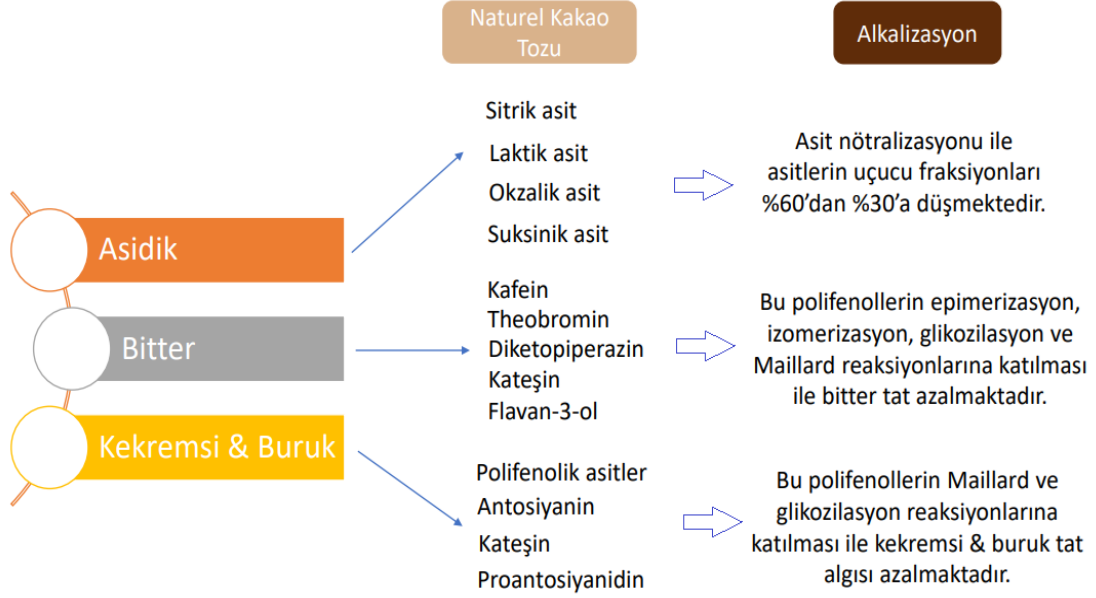 Naturel Kakao
Tozu
Alkalizasyon
Asidik
Sitrik asit
Laktik asit
Okzalik asit
Suksinik asit
Asit nötralizasyonu ile
asitlerin uçucu fraksiyonları
%60’dan %30’a düşmektedir.
Bitter
Kafein
Theobromin
Diketopiperazin
Kateşin
Flavan-3-ol
Bu polifenollerin epimerizasyon,
izomerizasyon, glikozilasyon ve
Maillard reaksiyonlarına katılması
ile bitter tat azalmaktadır.
Kekremsi & Buruk
Polifenolik asitler
Antosiyanin
Kateşin
Proantosiyanidin
Bu polifenollerin Maillard ve
glikozilasyon reaksiyonlarına
katılması ile kekremsi & buruk tat
algısı azalmaktadır.